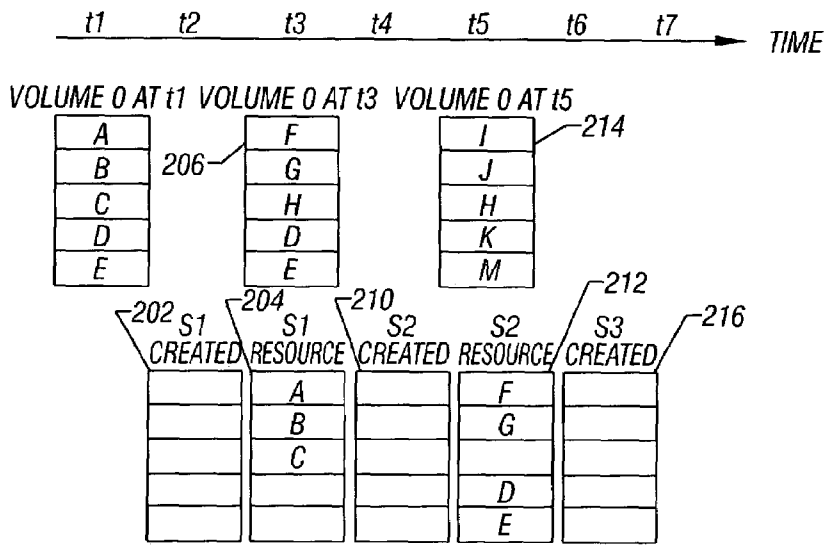 t1 t2 t3 t4 t5 t6 t7
TIME
VOLUME 0 AT t1 VOLUME 0 AT t3 VOLUME 0 AT t5
A F I 214
206 B G J
C H H
D D K
E E M
202 204 210 212 216
S1 S1 S2 S2 S3
CREATED RESOURCE CREATED RESOURCE CREATED
A F
B G
C
D
E